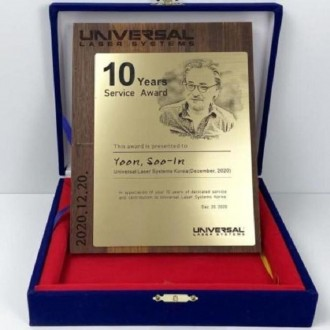 UNIVERSAL
LASER SYSTEMS
10 Years
Service Award
This award is presented to
Yoon, Soo-In
Universal Laser Systems Korea(December, 2020)
In appreciation of your 10 years of devoted service
and contribution to Universal Laser Systems Korea.
Dec. 20. 2020
UNIVERSAL
LASER SYSTEMS
2020.12.20.